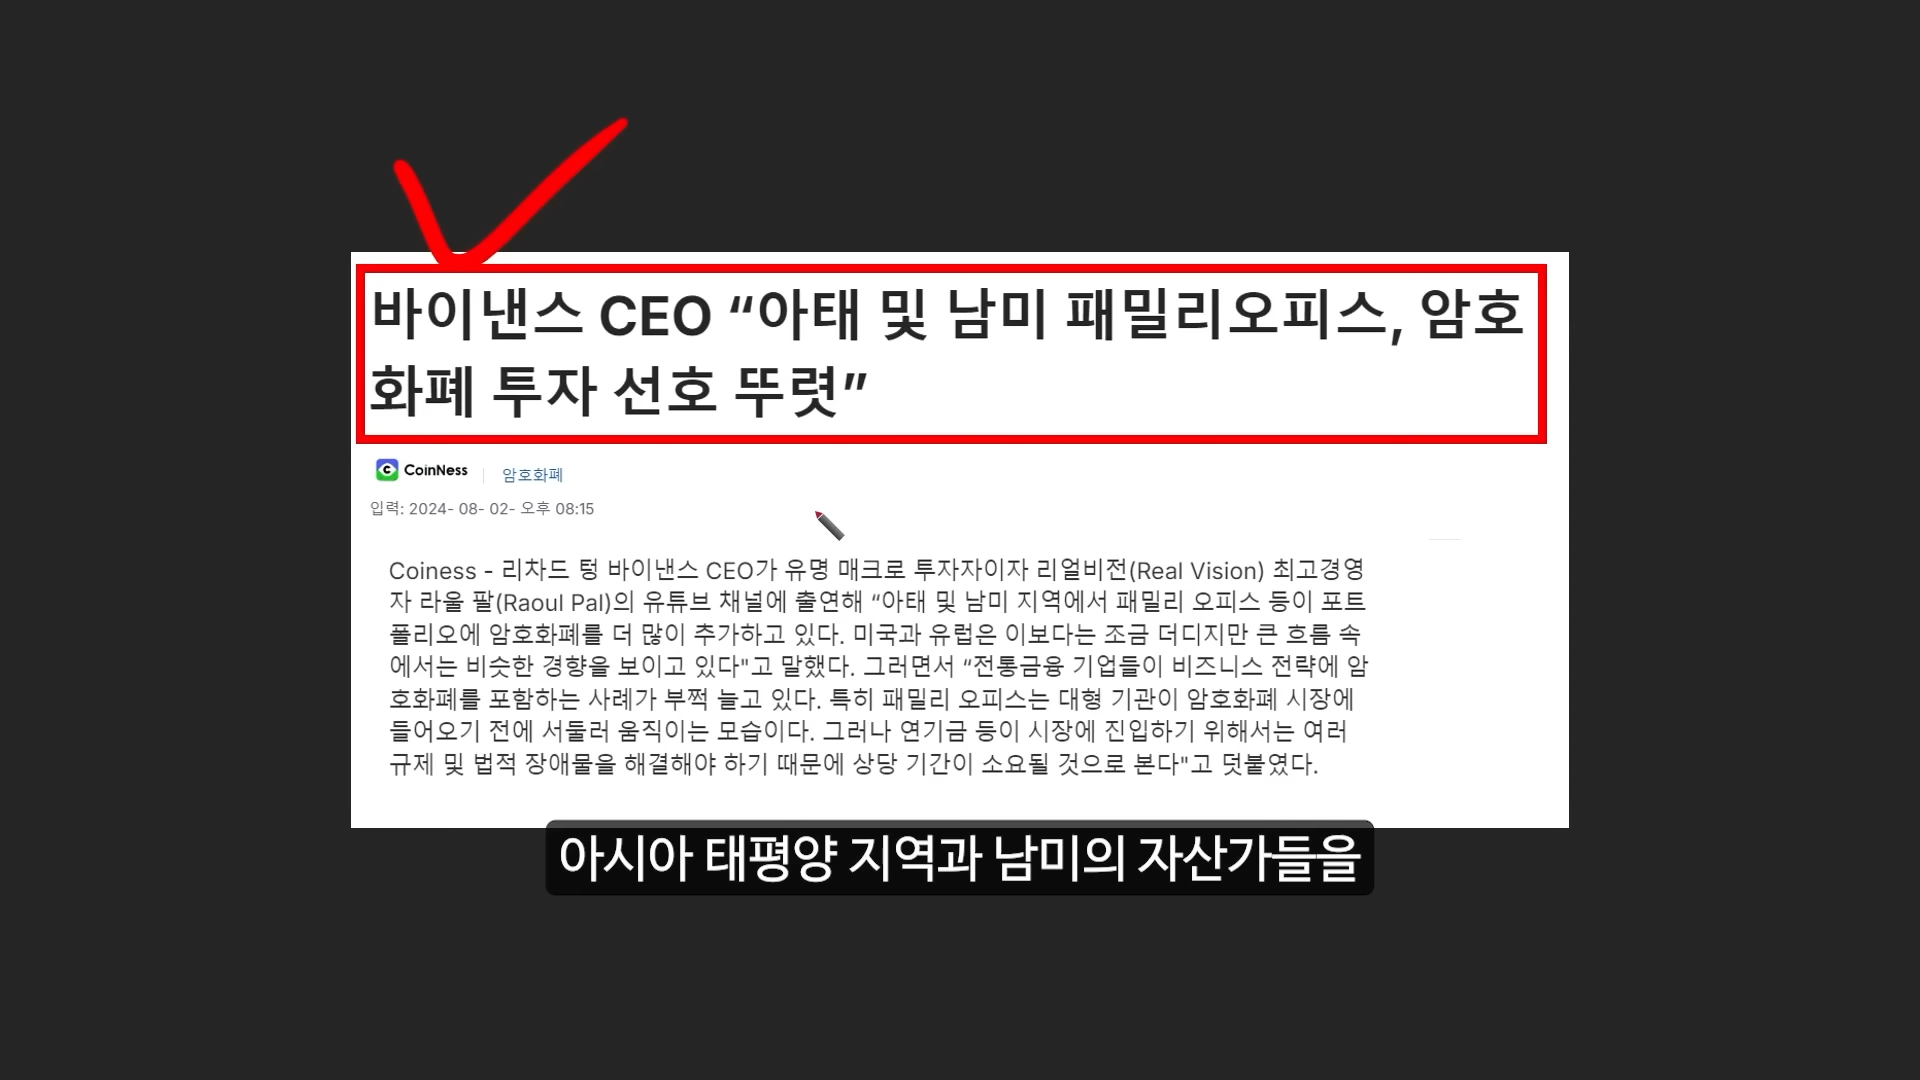 바이낸스 CEO “아태 및 남미 패밀리오피스, 암호
화폐 투자 선호 뚜렷”
CoinNess | 암호화폐
입력: 2024- 08- 02- 오후 08:15
Coiness - 리차드 텅 바이낸스 CEO가 유명 매크로 투자자이자 리얼비전(Real Vision) 최고경영
자 라울 팔(Raoul Pal)의 유튜브 채널에 출연해 “아태 및 남미 지역에서 패밀리 오피스 등이 포트
폴리오에 암호화폐를 더 많이 추가하고 있다. 미국과 유럽은 이보다는 조금 더디지만 큰 흐름 속
에서는 비슷한 경향을 보이고 있다"고 말했다. 그러면서 “전통금융 기업들이 비즈니스 전략에 암
호화폐를 포함하는 사례가 부쩍 늘고 있다. 특히 패밀리 오피스는 대형 기관이 암호화폐 시장에
들어오기 전에 서둘러 움직이는 모습이다. 그러나 연기금 등이 시장에 진입하기 위해서는 여러
규제 및 법적 장애물을 해결해야 하기 때문에 상당 기간이 소요될 것으로 본다"고 덧붙였다.
아시아 태평양 지역과 남미의 자산가들을